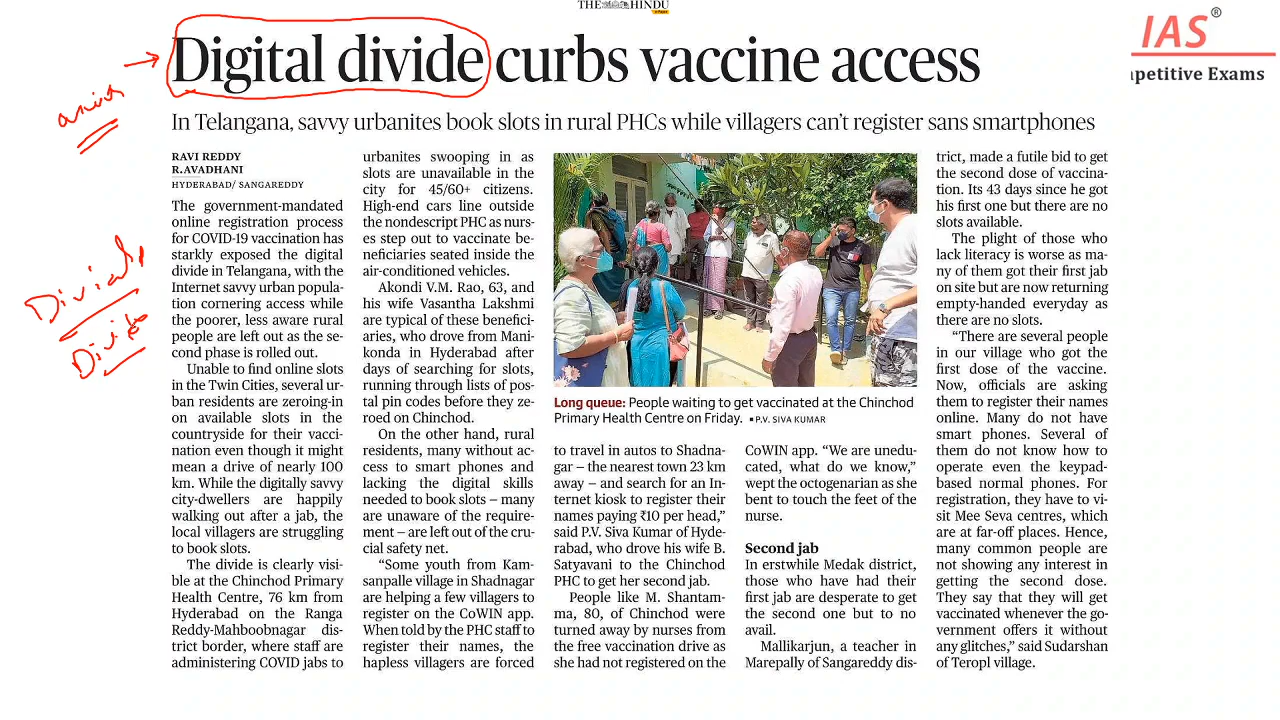 THE HINDU
IAS®
Competitive Exams
Digital divide curbs vaccine access
In Telangana, savvy urbanites book slots in rural PHCs while villagers can't register sans smartphones
RAVI REDDY
R.AVADHANI
HYDERABAD/ SANGAREDDY
The government-mandated
online registration process
for COVID-19 vaccination has
starkly exposed the digital
divide in Telangana, with the
Internet savvy urban popula-
tion cornering access while
the poorer, less aware rural
people are left out as the se-
cond phase is rolled out.
Unable to find online slots
in the Twin Cities, several ur-
ban residents are zeroing-in
on available slots in the
countryside for their vacci-
nation even though it might
mean a drive of nearly 100
km. While the digitally savvy
city-dwellers are happily
walking out after a jab, the
local villagers are struggling
to book slots.
The divide is clearly visi-
ble at the Chinchod Primary
Health Centre, 76 km from
Hyderabad on the Ranga
Reddy-Mahboobnagar dis-
trict border, where staff are
administering COVID jabs to
urbanites swooping in as
slots are unavailable in the
city for 45/60+ citizens.
High-end cars line outside
the nondescript PHC as nurs-
es step out to vaccinate be-
neficiaries seated inside the
air-conditioned vehicles.
Akondi V.M. Rao, 63, and
his wife Vasantha Lakshmi
are typical of these benefici-
aries, who drove from Mani-
konda in Hyderabad after
days of searching for slots,
running through lists of pos-
tal pin codes before they ze-
roed on Chinchod.
On the other hand, rural
residents, many without ac-
cess to smart phones and
lacking the digital skills
needed to book slots – many
are unaware of the require-
ment – are left out of the cru-
cial safety net.
"Some youth from Kam-
sanpalle village in Shadnagar
are helping a few villagers to
register on the CoWIN app.
When told by the PHC staff to
register their names, the
hapless villagers are forced
Long queue: People waiting to get vaccinated at the Chinchod
Primary Health Centre on Friday. ▪P.V. SIVA KUMAR
to travel in autos to Shadna-
gar – the nearest town 23 km
away – and search for an In-
ternet kiosk to register their
names paying ₹10 per head,"
said P.V. Siva Kumar of Hyde-
rabad, who drove his wife B.
Satyavani to the Chinchod
PHC to get her second jab.
People like M. Shantam-
ma, 80, of Chinchod were
turned away by nurses from
the free vaccination drive as
she had not registered on the
CoWIN app. "We are unedu-
cated, what do we know,"
wept the octogenarian as she
bent to touch the feet of the
nurse.
Second jab
In erstwhile Medak district,
those who have had their
first jab are desperate to get
the second one but to no
avail.
Mallikarjun, a teacher in
Marepally of Sangareddy dis-
trict, made a futile bid to get
the second dose of vaccina-
tion. Its 43 days since he got
his first one but there are no
slots available.
The plight of those who
lack literacy is worse as ma-
ny of them got their first jab
on site but are now returning
empty-handed everyday as
there are no slots.
"There are several people
in our village who got the
first dose of the vaccine.
Now, officials are asking
them to register their names
online. Many do not have
smart phones. Several of
them do not know how to
operate even the keypad-
based normal phones. For
registration, they have to vi-
sit Mee Seva centres, which
are at far-off places. Hence,
many common people are
not showing any interest in
getting the second dose.
They say that they will get
vaccinated whenever the go-
vernment offers it without
any glitches," said Sudarshan
of Teropl village.